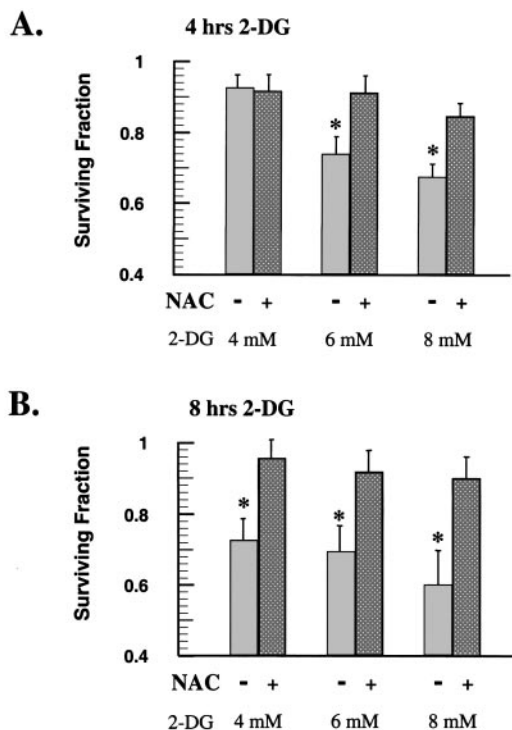 A.
4 hrs 2-DG
Surviving Fraction
1
0.8
0.6
0.4
*
*
NAC - + - + - +
2-DG 4 mM 6 mM 8 mM
B.
8 hrs 2-DG
Surviving Fraction
1
0.8
0.6
0.4
*
*
*
NAC - + - + - +
2-DG 4 mM 6 mM 8 mM